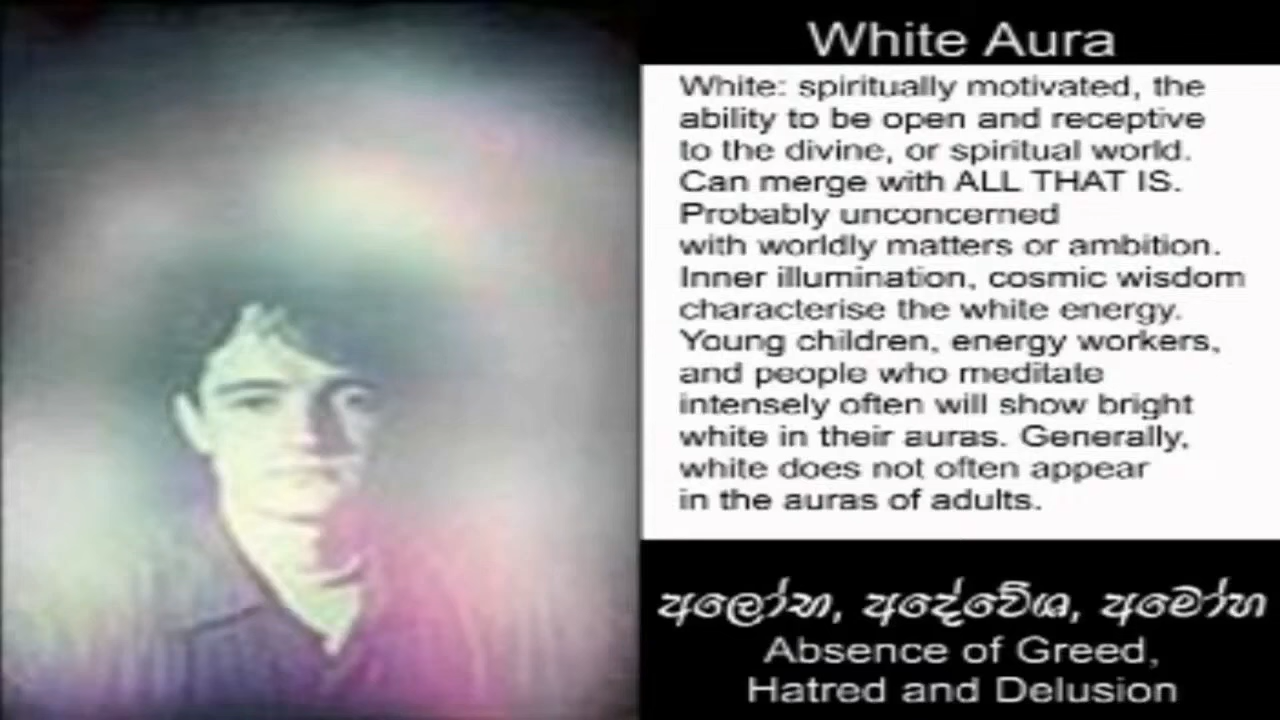 White Aura
White: spiritually motivated, the
ability to be open and receptive
to the divine, or spiritual world.
Can merge with ALL THAT IS.
Probably unconcerned
with worldly matters or ambition.
Inner illumination, cosmic wisdom
characterise the white energy.
Young children, energy workers,
and people who meditate
intensely often will show bright
white in their auras. Generally,
white does not often appear
in the auras of adults.
අලෝභ, අදේවේශ, අමෝහ
Absence of Greed,
Hatred and Delusion